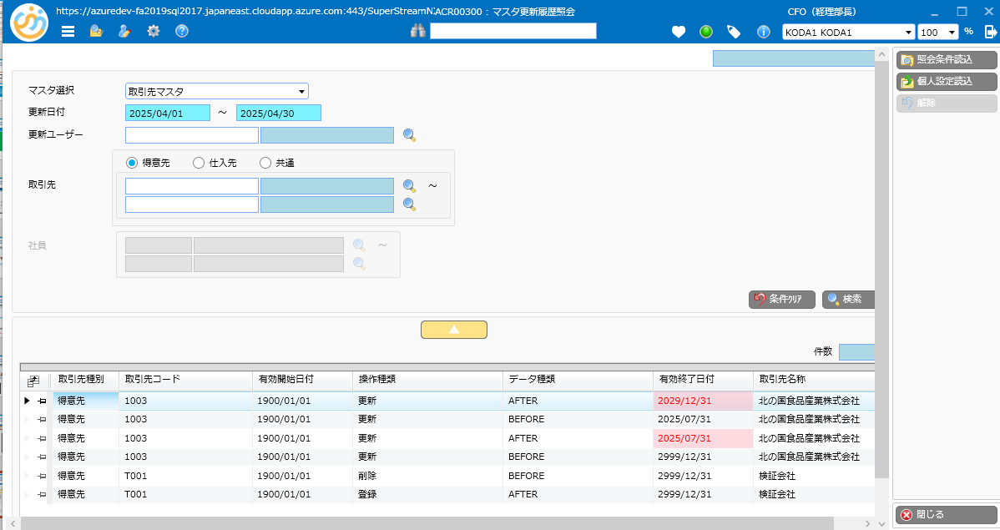 https://azuredev-fa2019sql2017.japaneast.cloudapp.azure.com:443/SuperStreamN ACR00300 : マスタ更新履歴照会 CFO (経理部長)
KODA1 KODA1 100 %
照会条件読込
個人設定読込
解除
マスタ選択 取引先マスタ
更新日付 2025/04/01 ～ 2025/04/30
更新ユーザー
得意先 仕入先 共通
取引先 ～
社員 ～
条件ｸﾘｱ 検索
件数
取引先種別 取引先コード 有効開始日付 操作種類 データ種類 有効終了日付 取引先名称
得意先 1003 1900/01/01 更新 AFTER 2029/12/31 北の国食品産業株式会社
得意先 1003 1900/01/01 更新 BEFORE 2025/07/31 北の国食品産業株式会社
得意先 1003 1900/01/01 更新 AFTER 2025/07/31 北の国食品産業株式会社
得意先 1003 1900/01/01 更新 BEFORE 2999/12/31 北の国食品産業株式会社
得意先 T001 1900/01/01 削除 BEFORE 2999/12/31 検証会社
得意先 T001 1900/01/01 登録 AFTER 2999/12/31 検証会社
閉じる